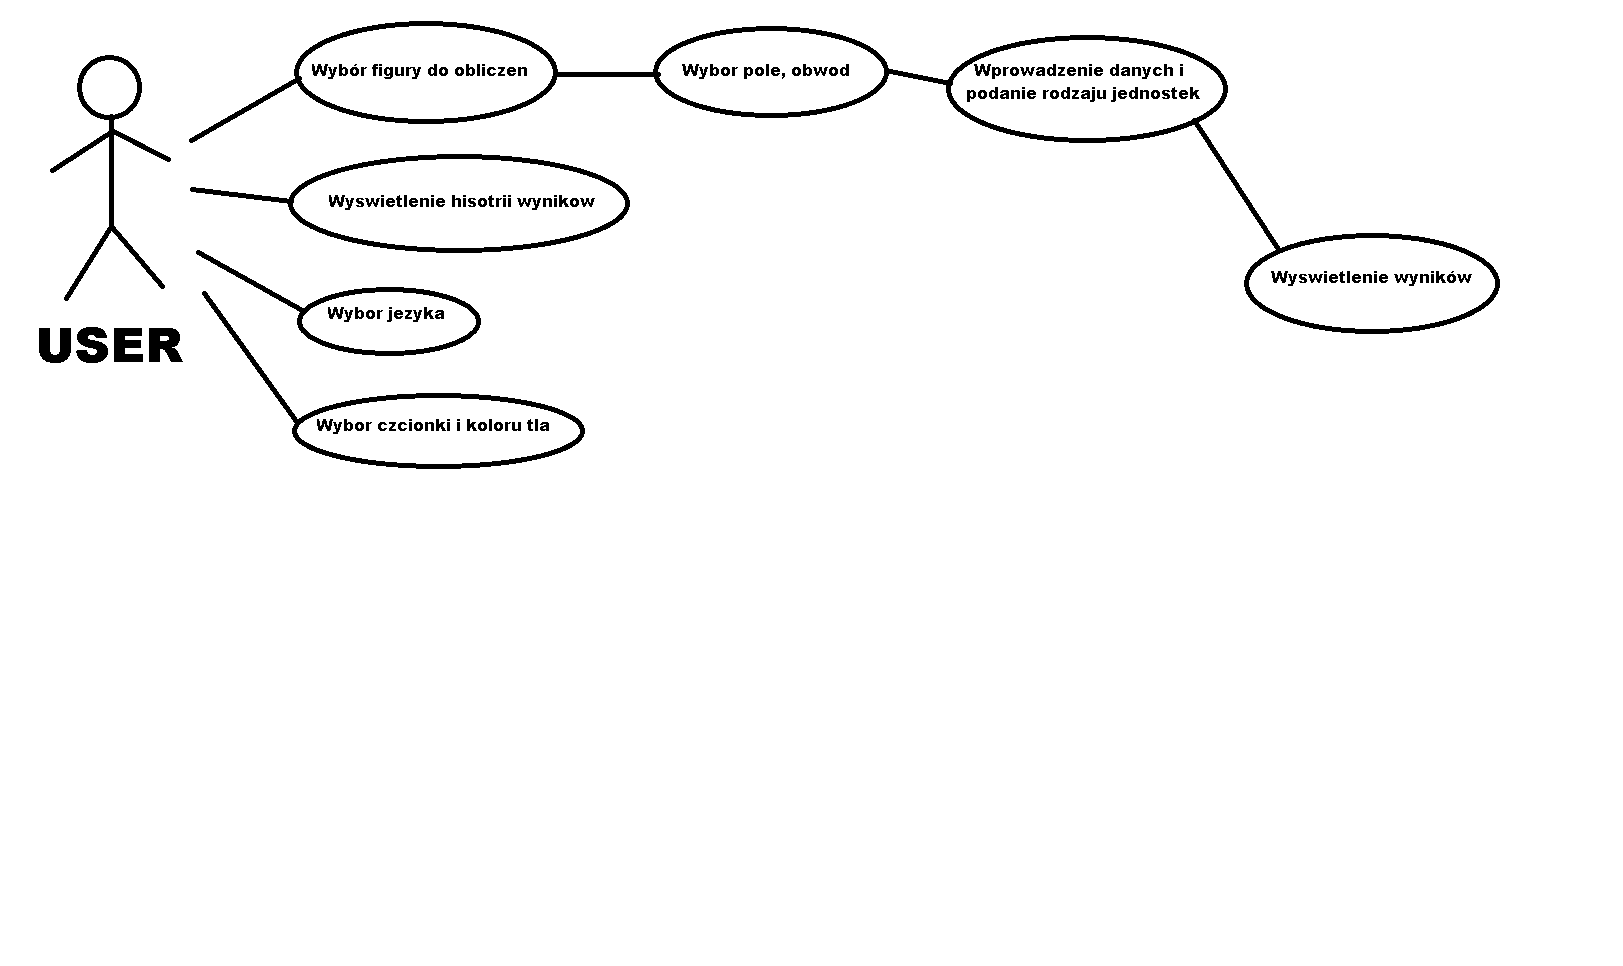 Wybór figury do obliczen
Wybor pole, obwod
Wprowadzenie danych i
podanie rodzaju jednostek
Wyswietlenie hisotrii wynikow
Wyswietlenie wyników
Wybor jezyka
USER
Wybor czcionki i koloru tla